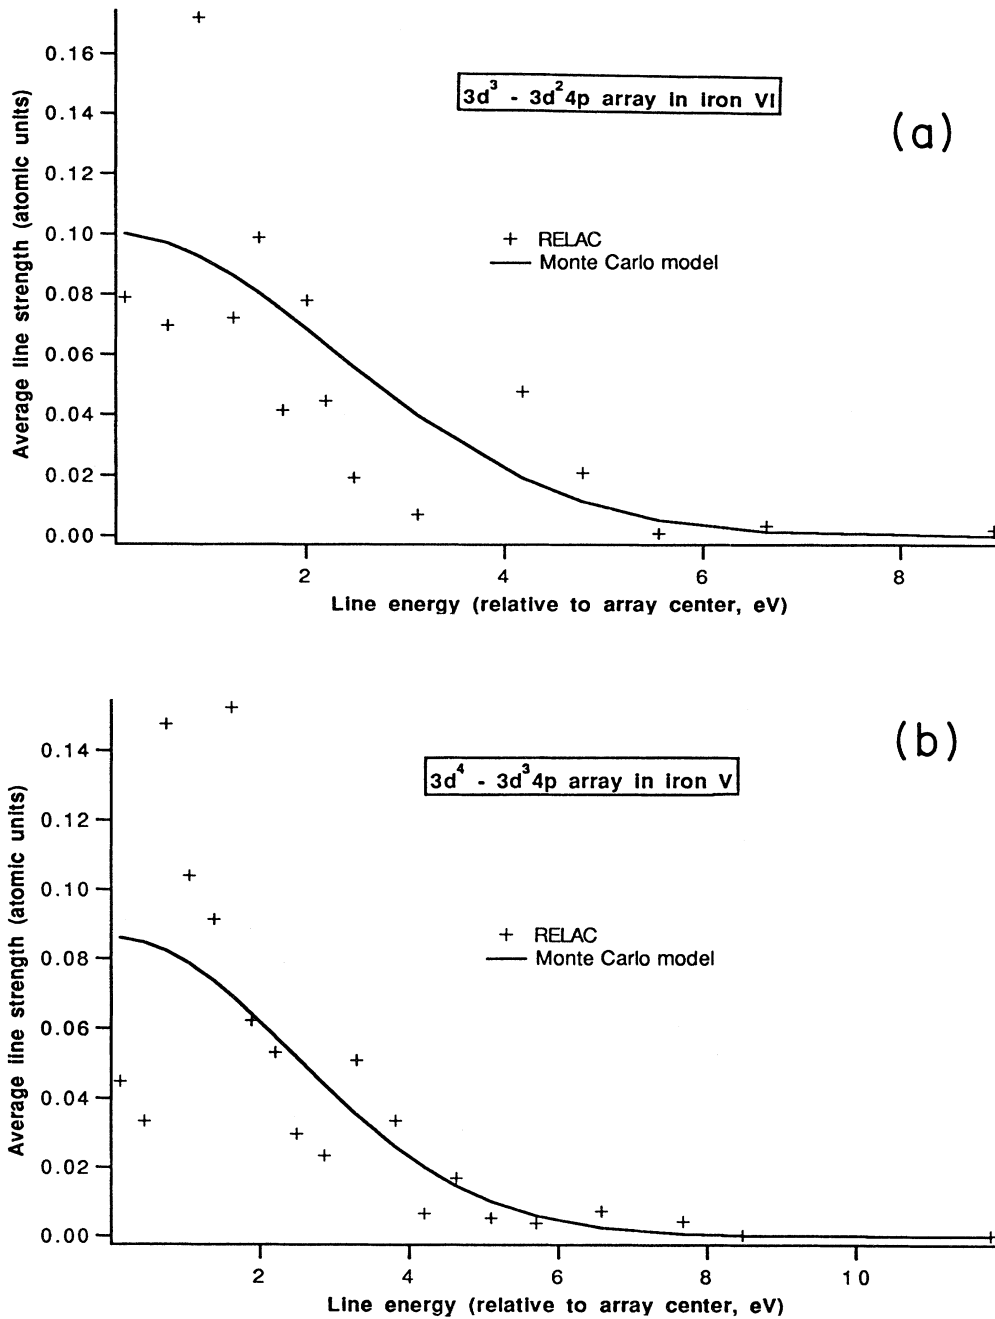 0.16
3d³ - 3d²4p array in iron VI
(a)
0.14
0.12
0.10
RELAC
Monte Carlo model
0.08
0.06
0.04
0.02
0.00
Average line strength (atomic units)
2 4 6 8
Line energy (relative to array center, eV)
(b)
0.14
3d⁴ - 3d³4p array in iron V
0.12
0.10
RELAC
Monte Carlo model
0.08
0.06
0.04
0.02
0.00
Average line strength (atomic units)
2 4 6 8 10
Line energy (relative to array center, eV)